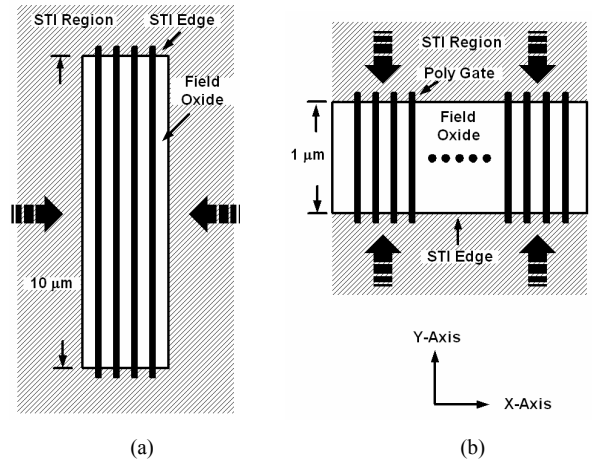 STI Region
STI Edge
Field
Oxide
10 μm
(a)
STI Region
Poly Gate
Field
Oxide
1 μm
STI Edge
Y-Axis
X-Axis
(b)